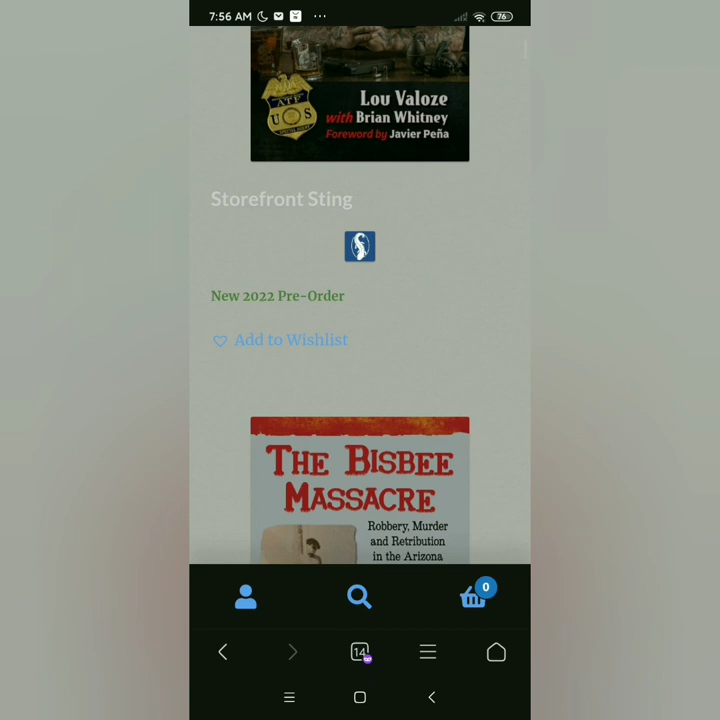 7:56 AM
76
ATF
U S
Lou Valoze
with Brian Whitney
Foreword by Javier Peña
Storefront Sting
New 2022 Pre-Order
Add to Wishlist
THE BISBEE
MASSACRE
Robbery, Murder
and Retribution
in the Arizona
0
14